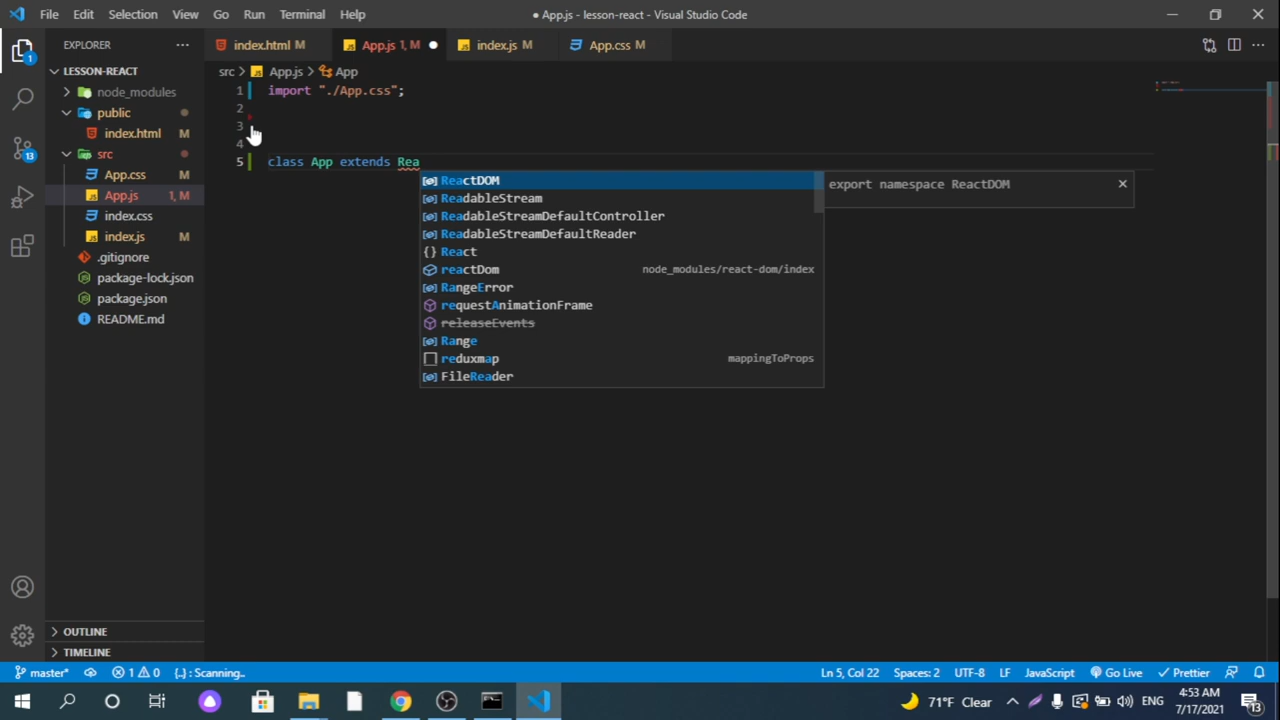 File Edit Selection View Go Run Terminal Help
● App.js - lesson-react - Visual Studio Code
EXPLORER
index.html M
App.js 1, M
index.js M
App.css M
LESSON-REACT
src > App.js > App
node_modules
public
index.html M
src
App.css M
App.js 1, M
index.css
index.js M
.gitignore
package-lock.json
package.json
README.md
1 import "./App.css";
2
3
4
5 class App extends Rea
ReactDOM
ReadableStream
ReadableStreamDefaultController
ReadableStreamDefaultReader
React
reactDom node_modules/react-dom/index
RangeError
requestAnimationFrame
releaseEvents
Range
reduxmap mappingToProps
FileReader
export namespace ReactDOM
1
13
OUTLINE
TIMELINE
master* 1 0 {..} : Scanning.. Ln 5, Col 22 Spaces: 2 UTF-8 LF JavaScript Go Live Prettier
71°F Clear ENG 4:53 AM
7/17/2021 13